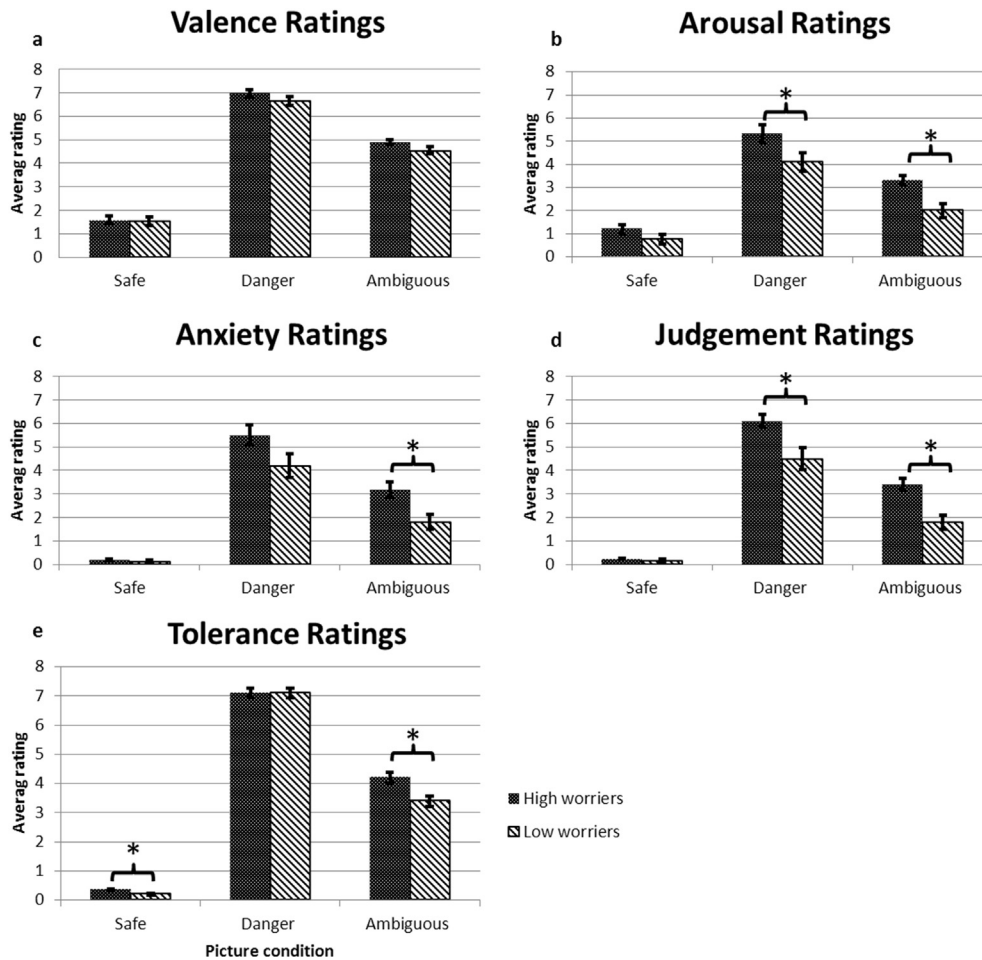 Valence Ratings
a
8
7
6
5
4
3
2
1
0
Averag rating
Safe Danger Ambiguous
Arousal Ratings
b
8
7
6
5
4
3
2
1
0
Averag rating
*
*
Safe Danger Ambiguous
Anxiety Ratings
c
8
7
6
5
4
3
2
1
0
Averag rating
*
Safe Danger Ambiguous
Judgement Ratings
d
8
7
6
5
4
3
2
1
0
Averag rating
*
*
Safe Danger Ambiguous
Tolerance Ratings
e
8
7
6
5
4
3
2
1
0
Averag rating
*
*
Safe Danger Ambiguous
Picture condition
High worriers
Low worriers